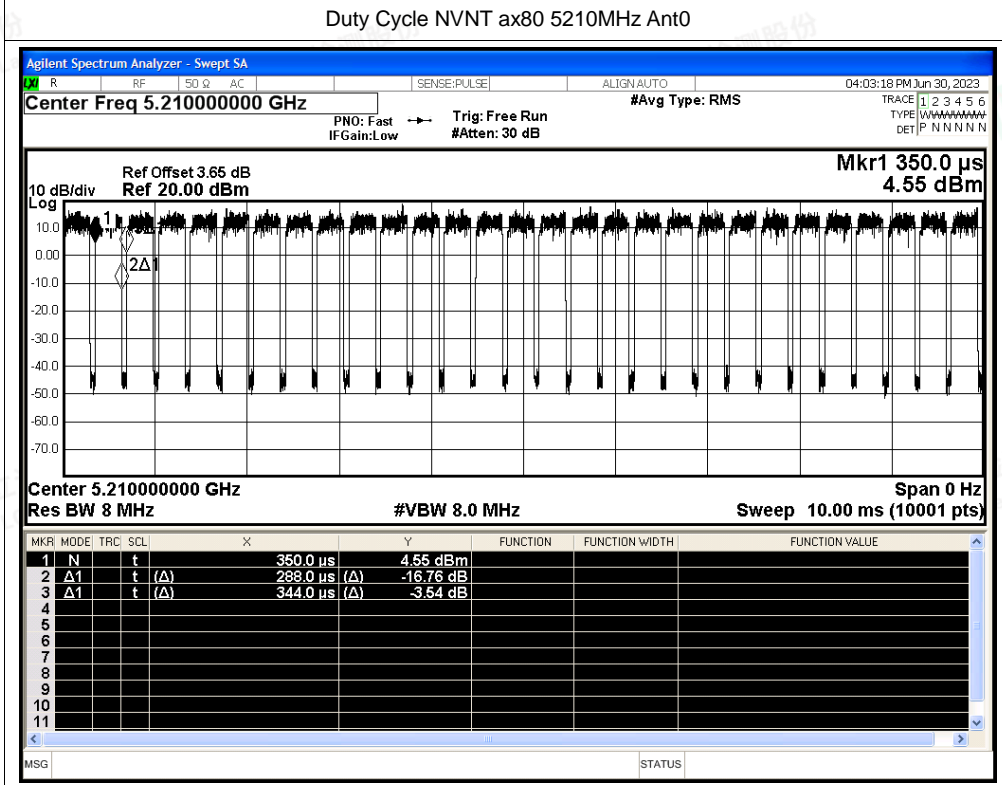 Duty Cycle NVNT ax80 5210MHz Ant0
Agilent Spectrum Analyzer - Swept SA
LXI R RF 50 Ω AC SENSE:PULSE ALIGN AUTO 04:03:18 PM Jun 30, 2023
Center Freq 5.210000000 GHz #Avg Type: RMS TRACE 1 2 3 4 5 6
PNO: Fast Trig: Free Run TYPE
IFGain:Low #Atten: 30 dB DET P N N N N N
Mkr1 350.0 µs
4.55 dBm
Ref Offset 3.65 dB
10 dB/div Ref 20.00 dBm
Log
10.0
0.00
-10.0
-20.0
-30.0
-40.0
-50.0
-60.0
-70.0
1
2Δ1
Center 5.210000000 GHz Span 0 Hz
Res BW 8 MHz #VBW 8.0 MHz Sweep 10.00 ms (10001 pts)
MKR MODE TRC SCL X Y FUNCTION FUNCTION WIDTH FUNCTION VALUE
1 N t 350.0 µs 4.55 dBm
2 Δ1 t (Δ) 288.0 µs (Δ) -16.76 dB
3 Δ1 t (Δ) 344.0 µs (Δ) -3.54 dB
4
5
6
7
8
9
10
11
MSG STATUS